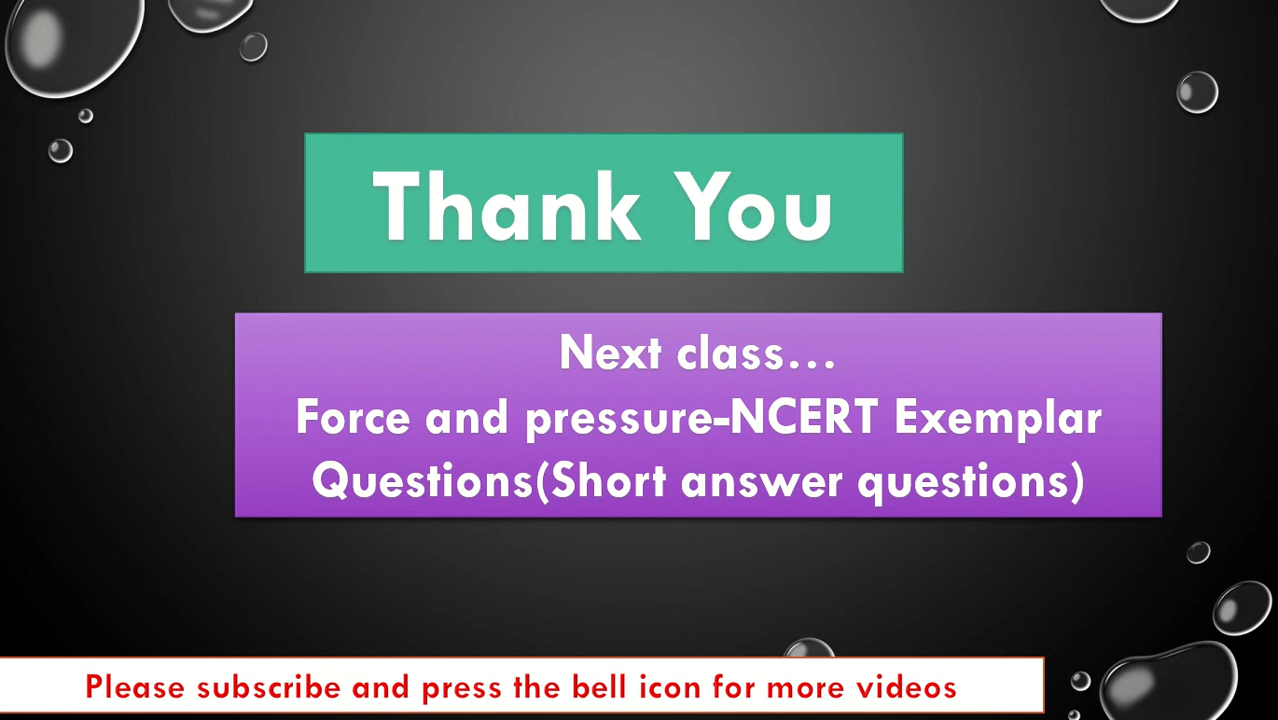 Thank You
Next class...
Force and pressure-NCERT Exemplar
Questions(Short answer questions)
Please subscribe and press the bell icon for more videos